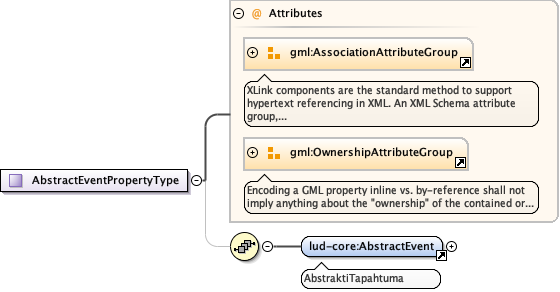 Attributes
gml:AssociationAttributeGroup
XLink components are the standard method to support
hypertext referencing in XML. An XML Schema attribute
group,...
gml:OwnershipAttributeGroup
Encoding a GML property inline vs. by-reference shall not
imply anything about the "ownership" of the contained or...
AbstractEventPropertyType
lud-core:AbstractEvent
AbstraktiTapahtuma